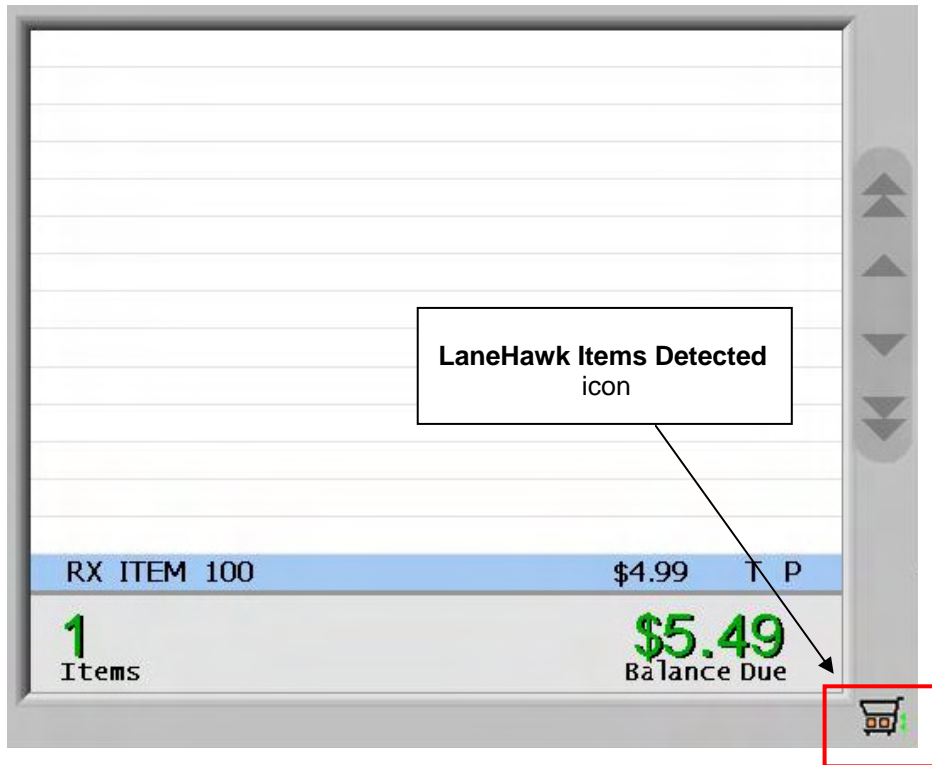 LaneHawk Items Detected
icon
RX ITEM 100 $4.99 T P
1 $5.49
Items Balance Due